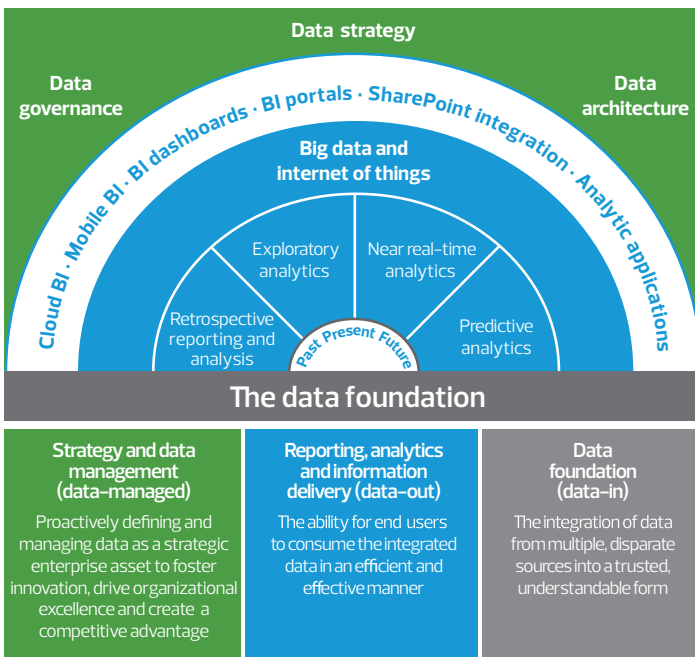 Data strategy
Data
governance
Data
architecture
Cloud BI · Mobile BI · BI dashboards · BI portals · SharePoint integration · Analytic applications
Big data and
internet of things
Exploratory
analytics
Near real-time
analytics
Retrospective
reporting and
analysis
Predictive
analytics
Past Present Future
The data foundation
Strategy and data
management
(data-managed)
Proactively defining and
managing data as a strategic
enterprise asset to foster
innovation, drive organizational
excellence and create a
competitive advantage
Reporting, analytics
and information
delivery (data-out)
The ability for end users
to consume the integrated
data in an efficient and
effective manner
Data
foundation
(data-in)
The integration of data
from multiple, disparate
sources into a trusted,
understandable form